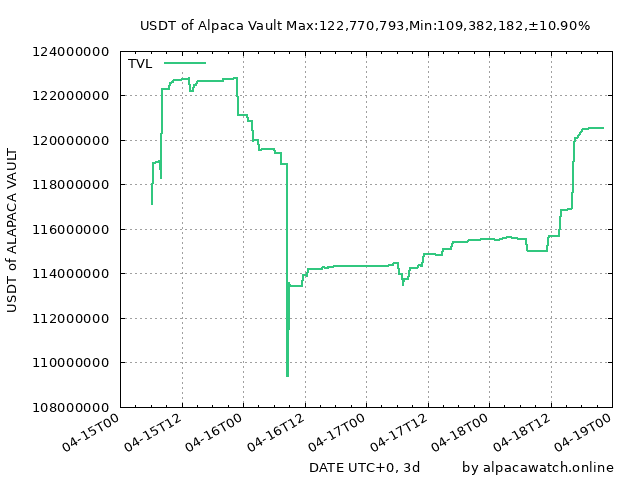 USDT of Alpaca Vault Max:122,770,793,Min:109,382,182,±10.90%
TVL
124000000
122000000
120000000
118000000
116000000
114000000
112000000
110000000
108000000
USDT of ALAPACA VAULT
04-15T00
04-15T12
04-16T00
04-16T12
04-17T00
04-17T12
04-18T00
04-18T12
04-19T00
DATE UTC+0, 3d
by alpacawatch.online